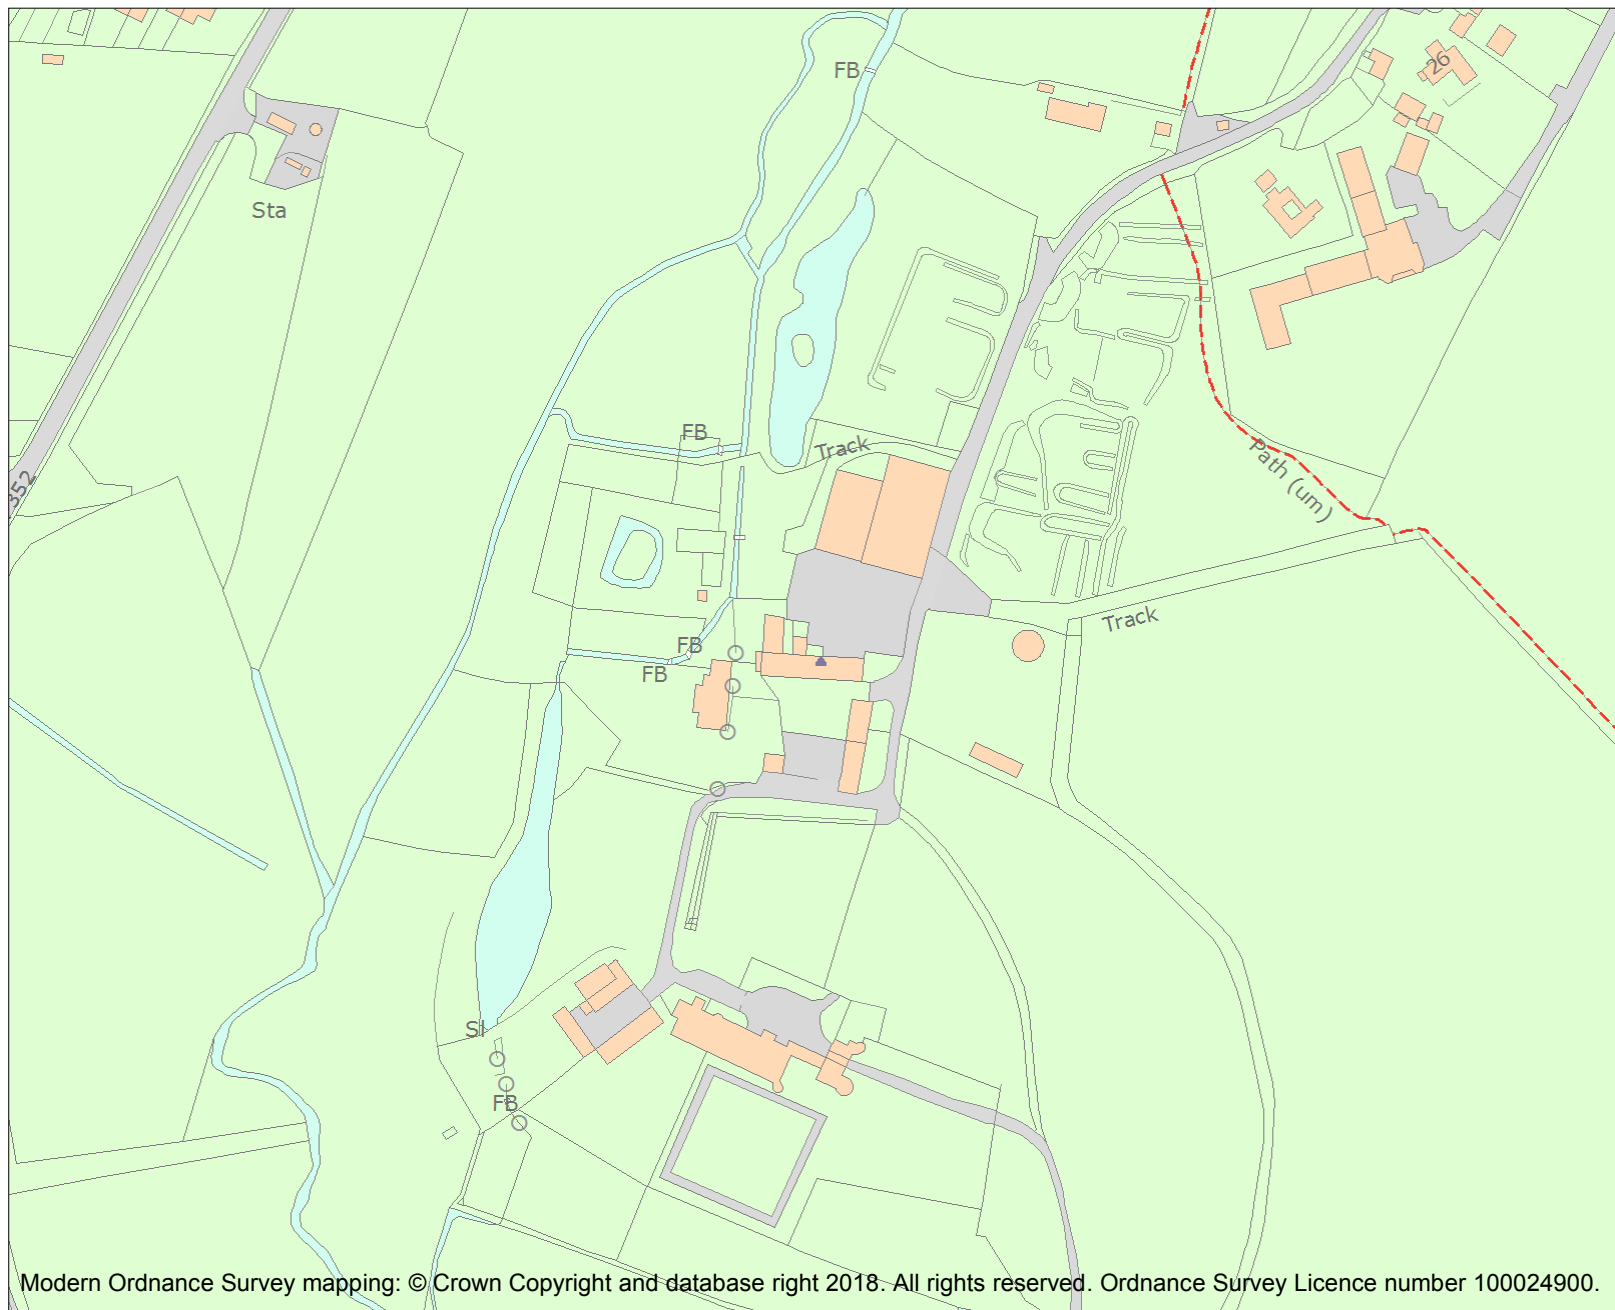 FB
26
Sta
FB
Track
352
Path (um)
Track
FB
FB
Sl
FB
Modern Ordnance Survey mapping: © Crown Copyright and database right 2018. All rights reserved. Ordnance Survey Licence number 100024900.